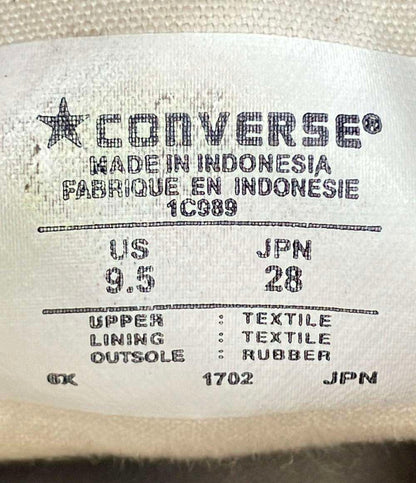 ★CONVERSE®
MADE IN INDONESIA
FABRIQUE EN INDONESIE
1C989
US JPN
9.5 28
UPPER : TEXTILE
LINING : TEXTILE
OUTSOLE : RUBBER
6X 1702 JPN